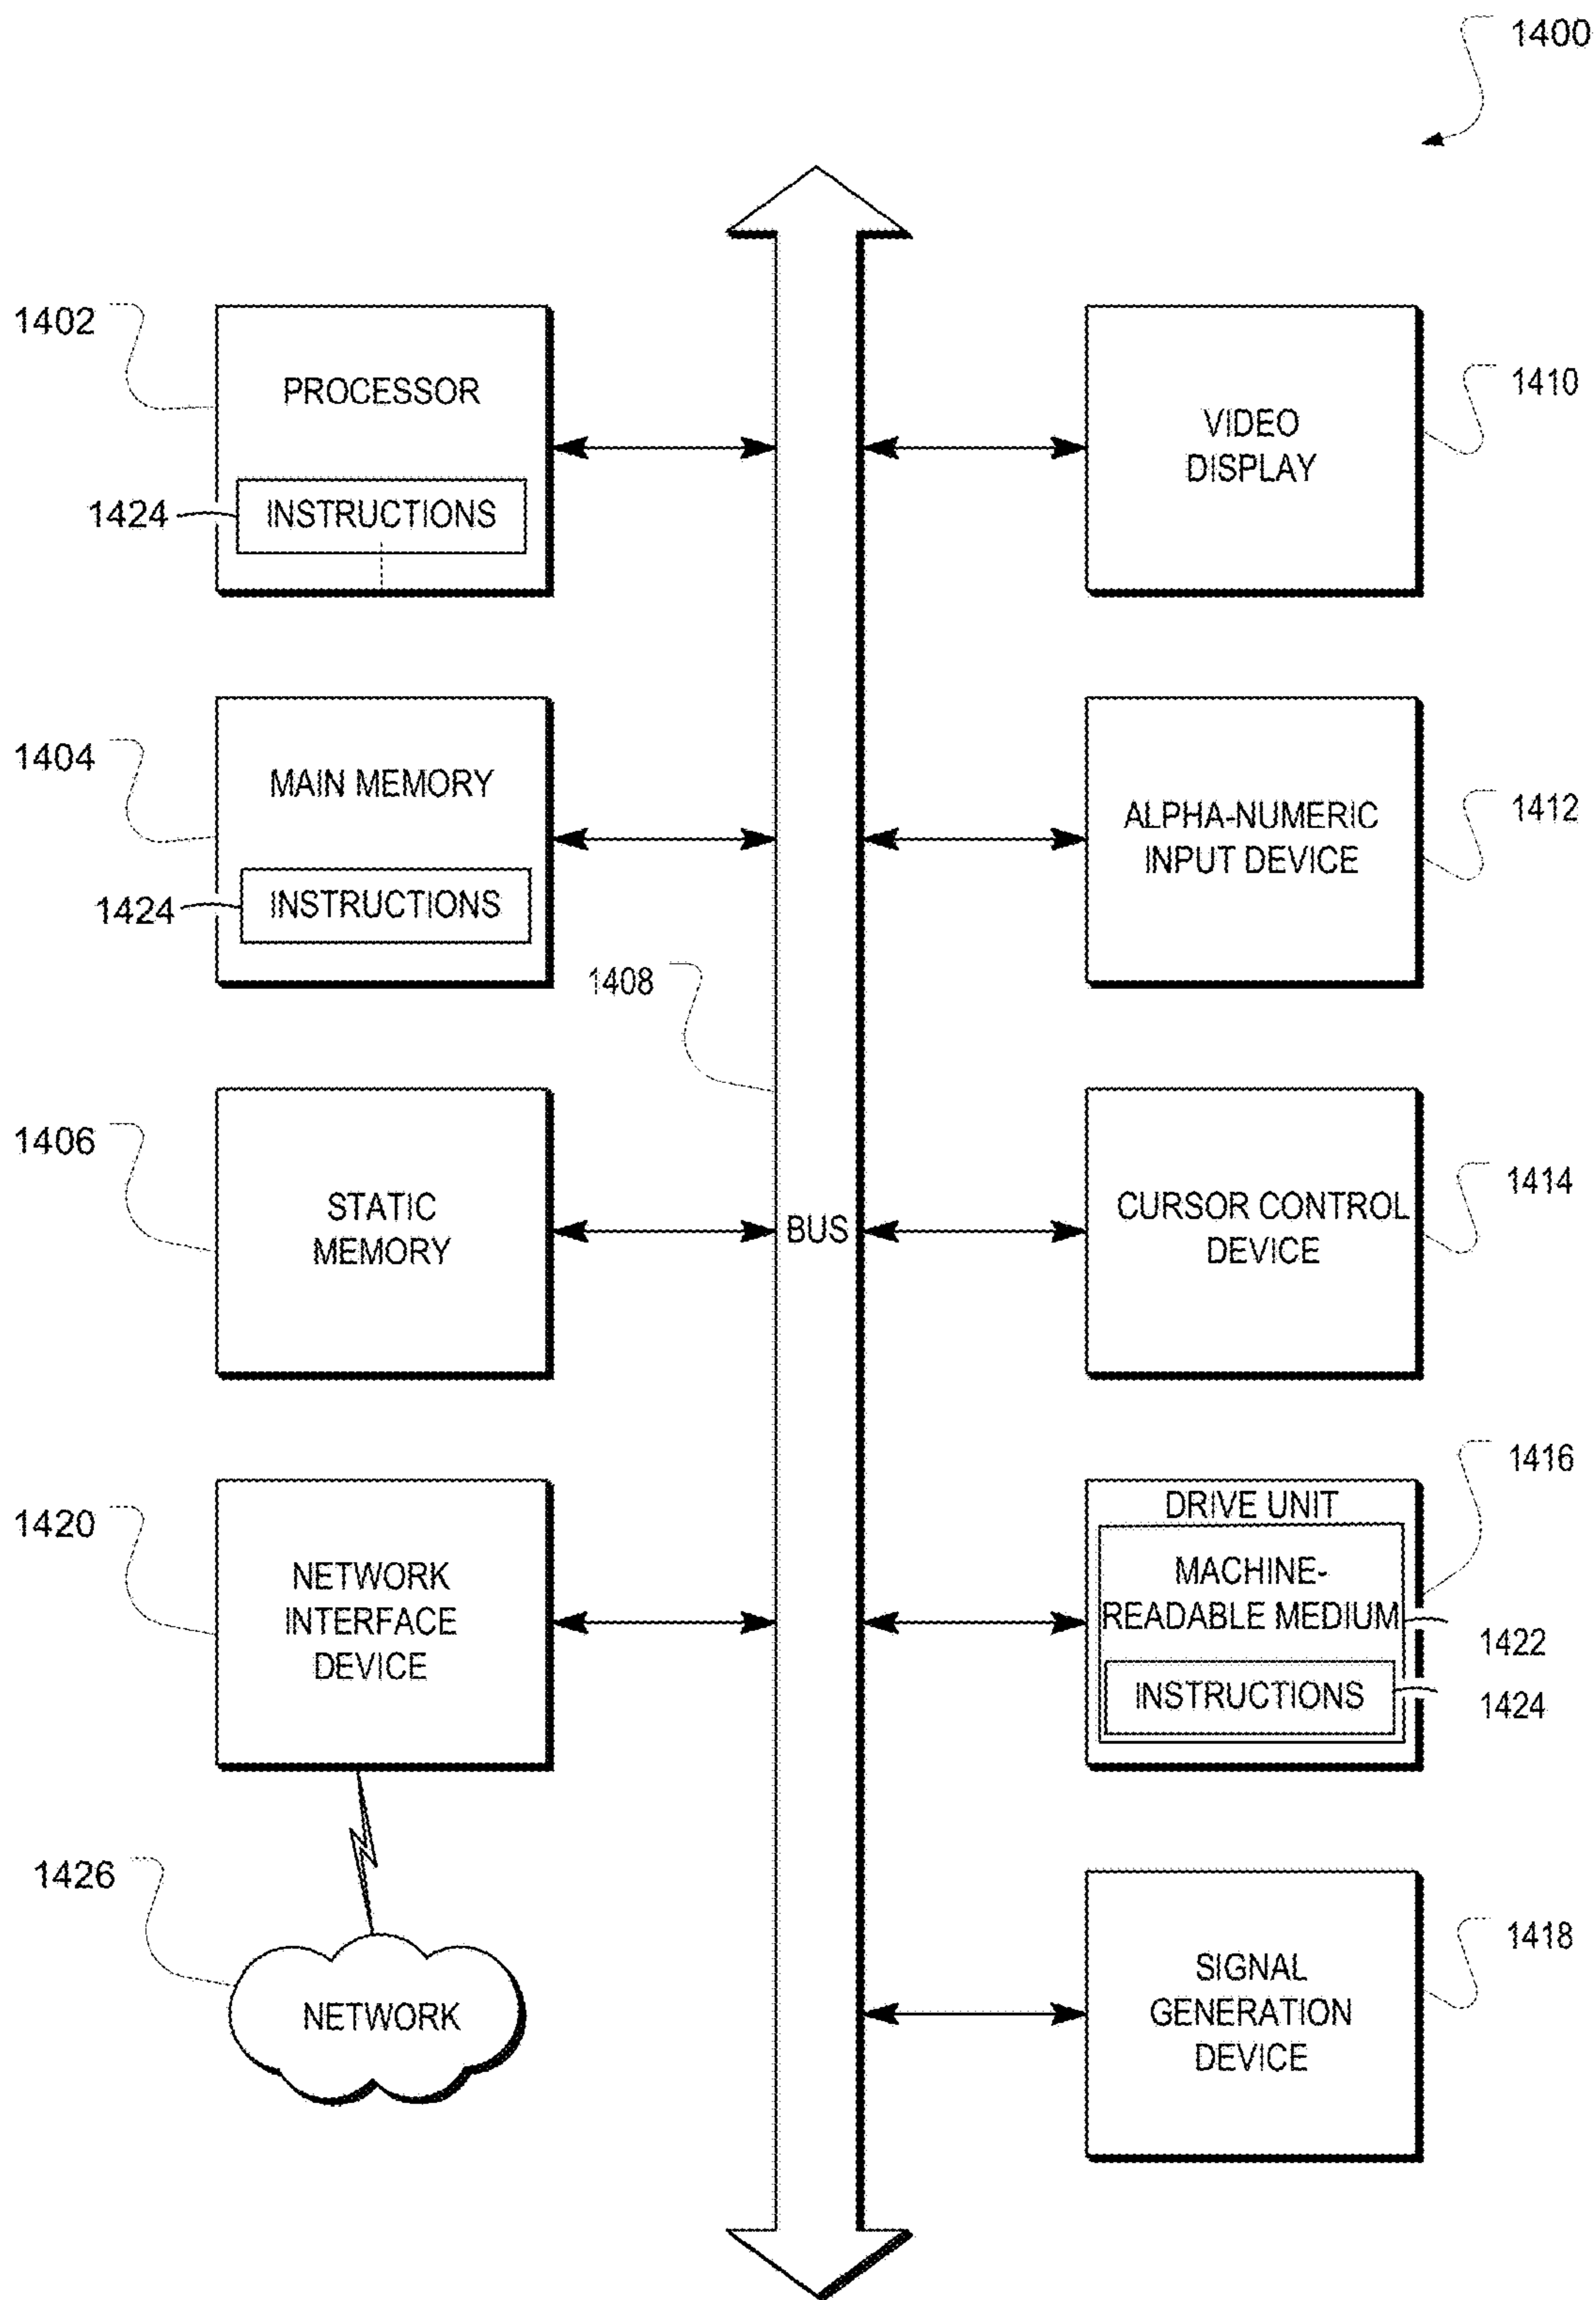 1400
1402
PROCESSOR
1424
INSTRUCTIONS
1410
VIDEO
DISPLAY
1404
MAIN MEMORY
1424
INSTRUCTIONS
1412
ALPHA-NUMERIC
INPUT DEVICE
1408
1406
STATIC
MEMORY
BUS
1414
CURSOR CONTROL
DEVICE
1420
NETWORK
INTERFACE
DEVICE
1416
DRIVE UNIT
MACHINE-
READABLE MEDIUM
1422
INSTRUCTIONS
1424
1426
NETWORK
1418
SIGNAL
GENERATION
DEVICE